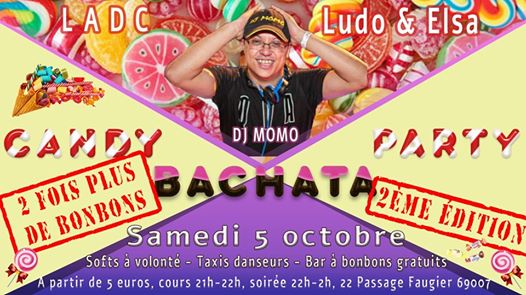 LADC
Ludo & Elsa
DJ MOMO
CANDY PARTY
BACHATA
2 FOIS PLUS
DE BONBONS
2ÈME ÉDITION
Samedi 5 octobre
Softs à volonté - Taxis danseurs - Bar à bonbons gratuits
A partir de 5 euros, cours 21h-22h, soirée 22h-2h, 22 Passage Faugier 69007